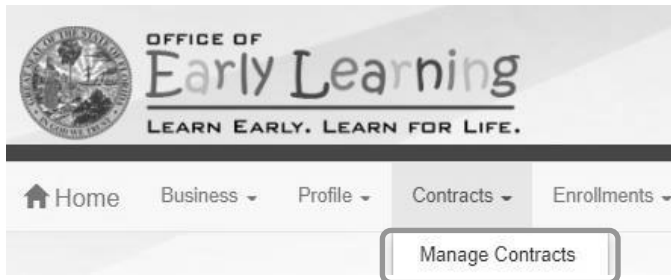 OFFICE OF
Early Learning
LEARN EARLY. LEARN FOR LIFE.
Home Business Profile Contracts Enrollments
Manage Contracts